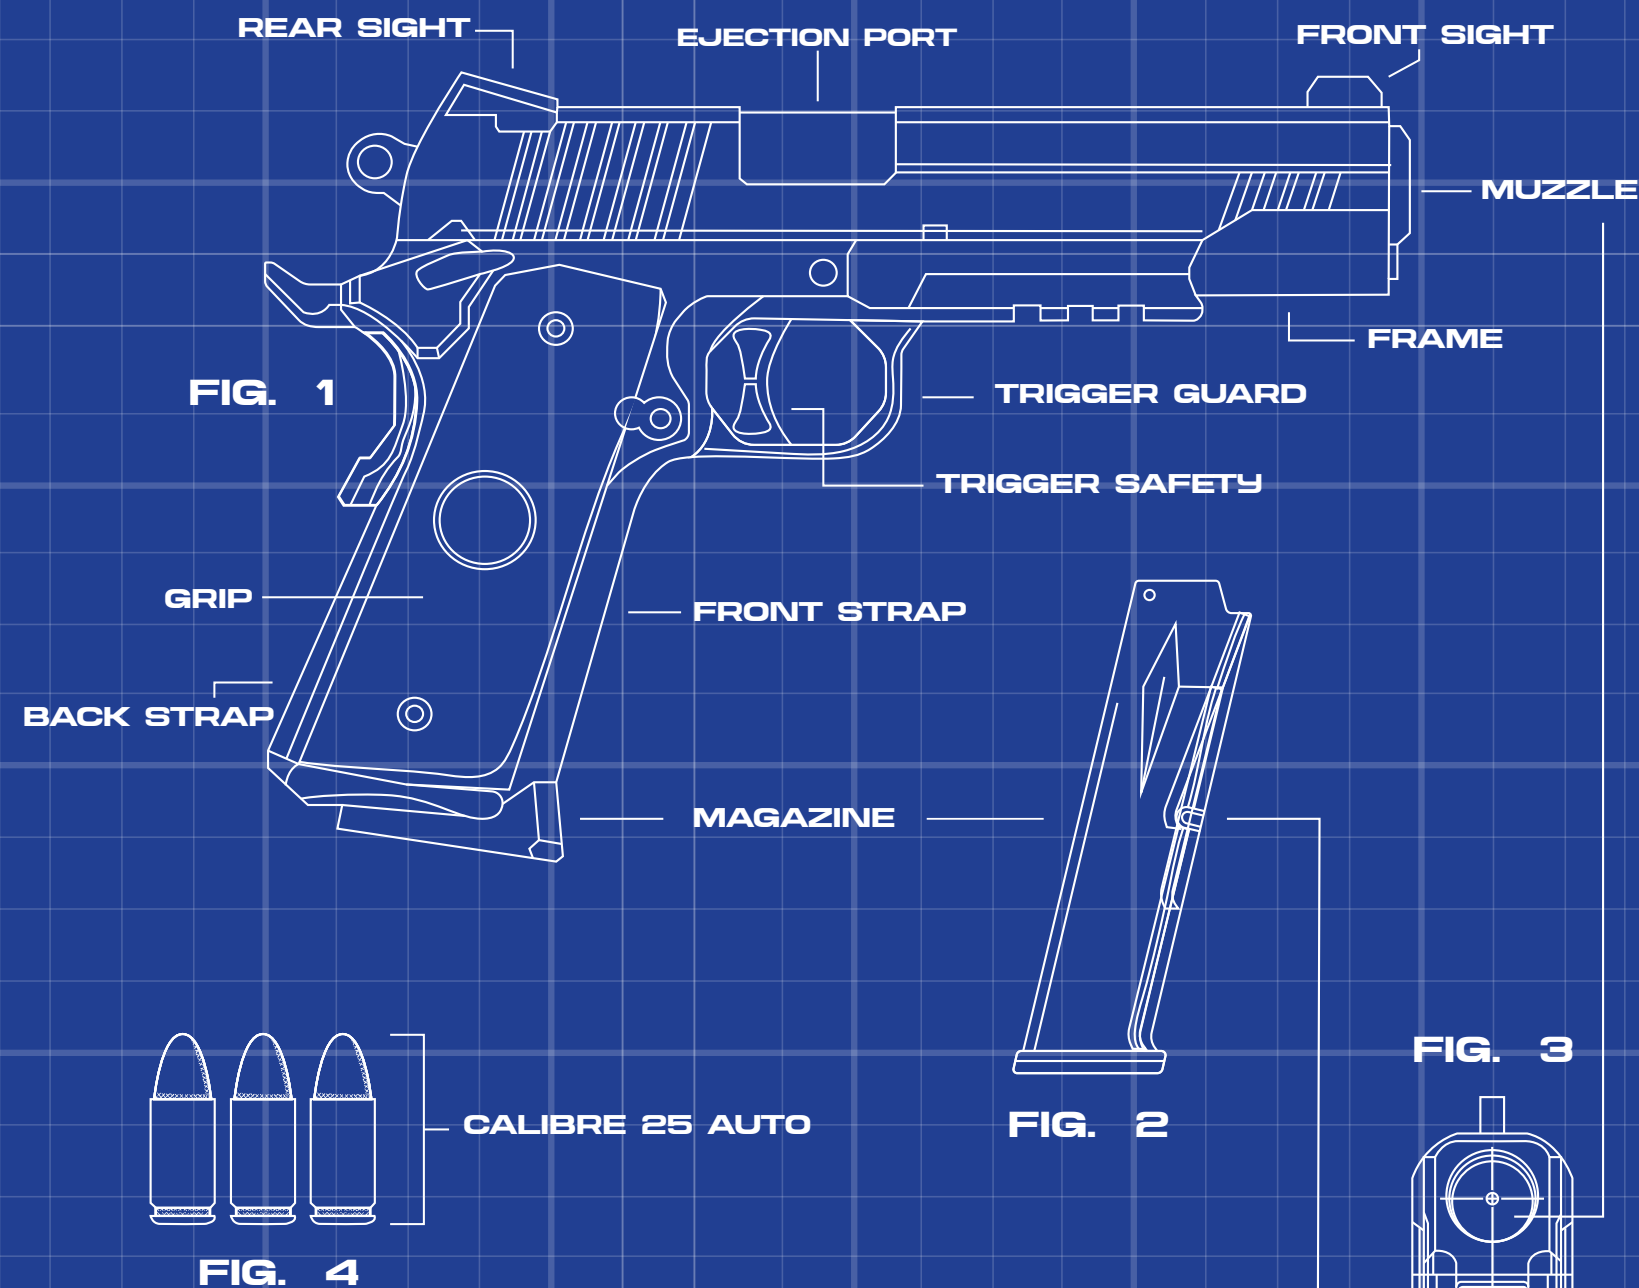 REAR SIGHT
EJECTION PORT
FRONT SIGHT
MUZZLE
FRAME
FIG. 1
TRIGGER GUARD
TRIGGER SAFETY
GRIP
FRONT STRAP
BACK STRAP
MAGAZINE
FIG. 3
CALIBRE 25 AUTO
FIG. 2
FIG. 4